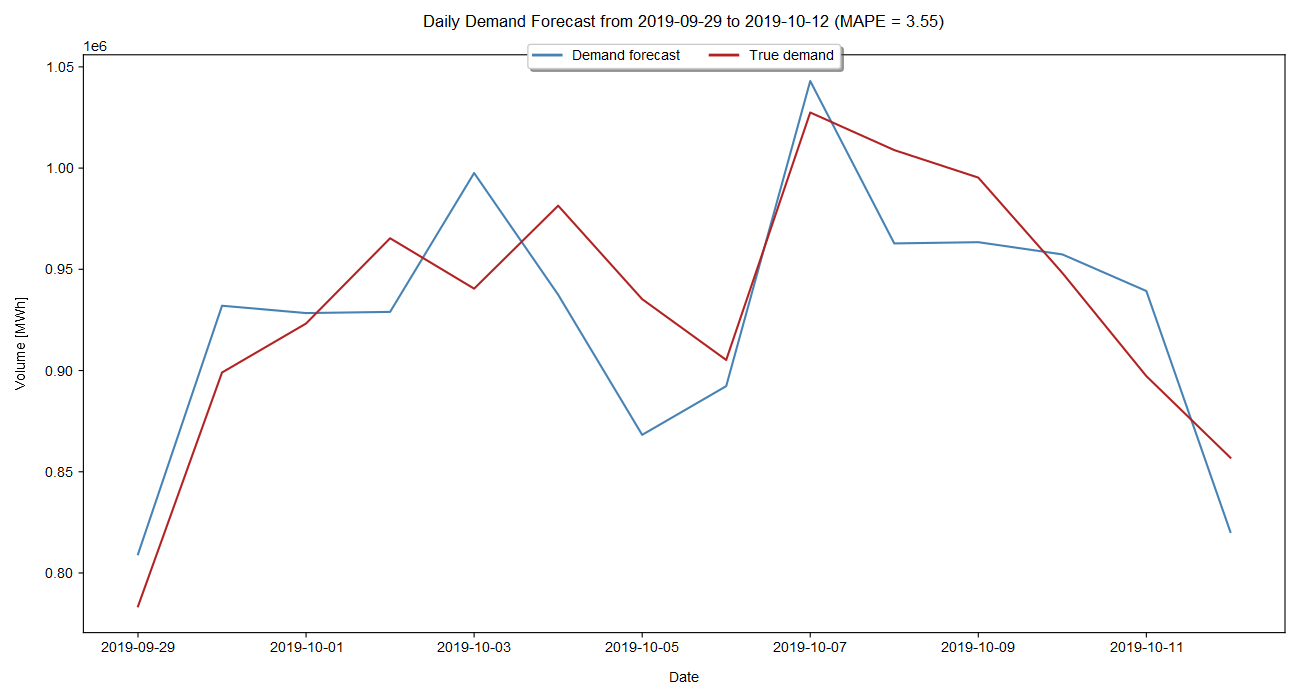 Daily Demand Forecast from 2019-09-29 to 2019-10-12 (MAPE = 3.55)
1e6
Demand forecast True demand
1.05
1.00
0.95
0.90
0.85
0.80
Volume [MWh]
2019-09-29 2019-10-01 2019-10-03 2019-10-05 2019-10-07 2019-10-09 2019-10-11
Date